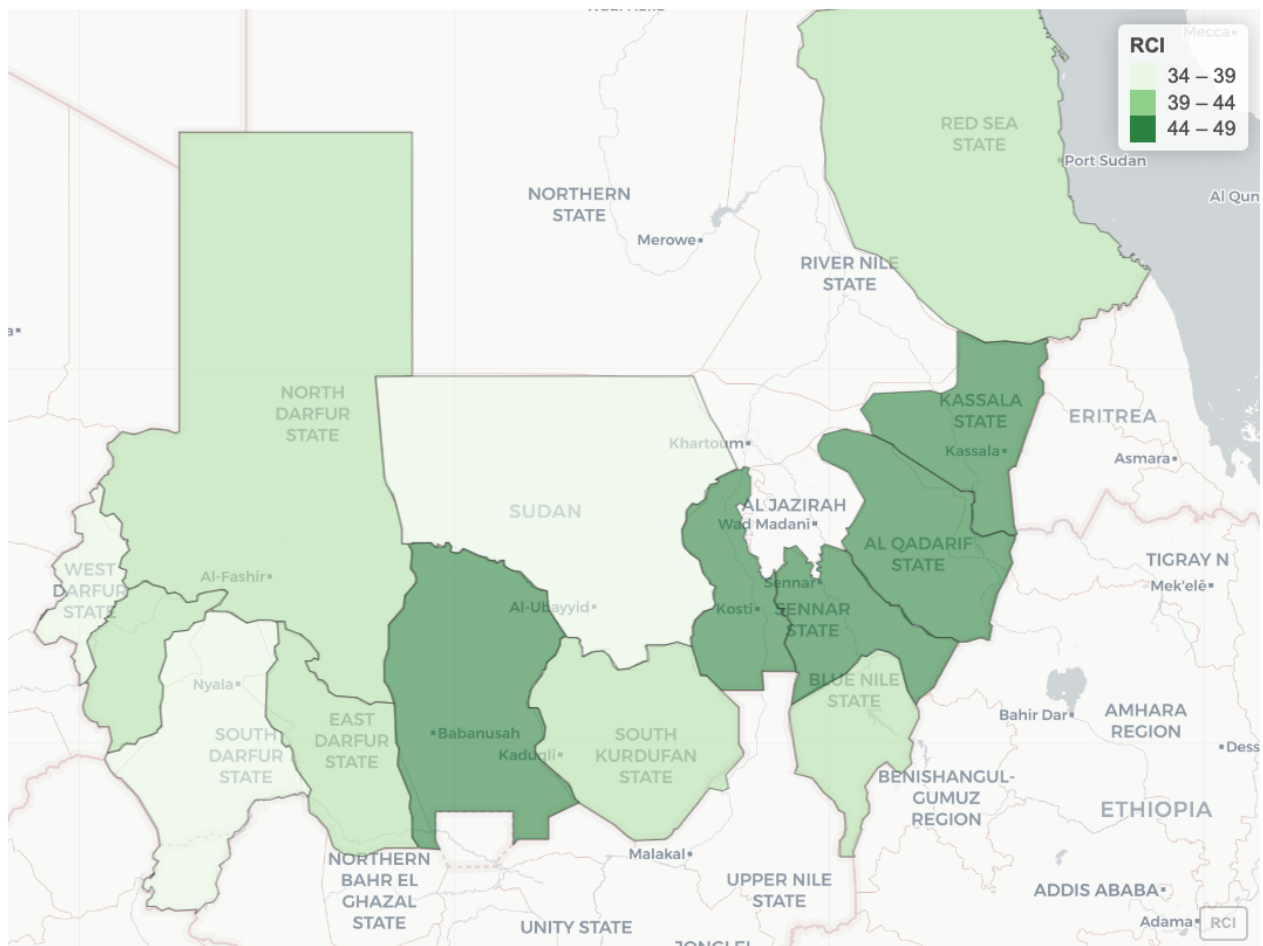 RCI
34 – 39
39 – 44
44 – 49
Mecca
RED SEA
STATE
Port Sudan
Al Qun
NORTHERN
STATE
Merowe
RIVER NILE
STATE
a
NORTH
DARFUR
STATE
KASSALA
STATE
Kassala
ERITREA
Asmara
Khartoum
SUDAN
AL JAZIRAH
Wad Madanī
AL QADARIF
STATE
TIGRAY N
Mek'elē
WEST
DARFUR
STATE
Al-Fashir
Al-Ubayyid
Kosti
Sennar
SENNAR
STATE
Nyala
BLUE NILE
STATE
Bahir Dar
AMHARA
REGION
Dess
SOUTH
DARFUR
STATE
EAST
DARFUR
STATE
Babanusah
Kadugli
SOUTH
KURDUFAN
STATE
BENISHANGUL-
GUMUZ
REGION
ETHIOPIA
NORTHERN
BAHR EL
GHAZAL
STATE
Malakal
UPPER NILE
STATE
ADDIS ABABA
UNITY STATE
Adama
RCI